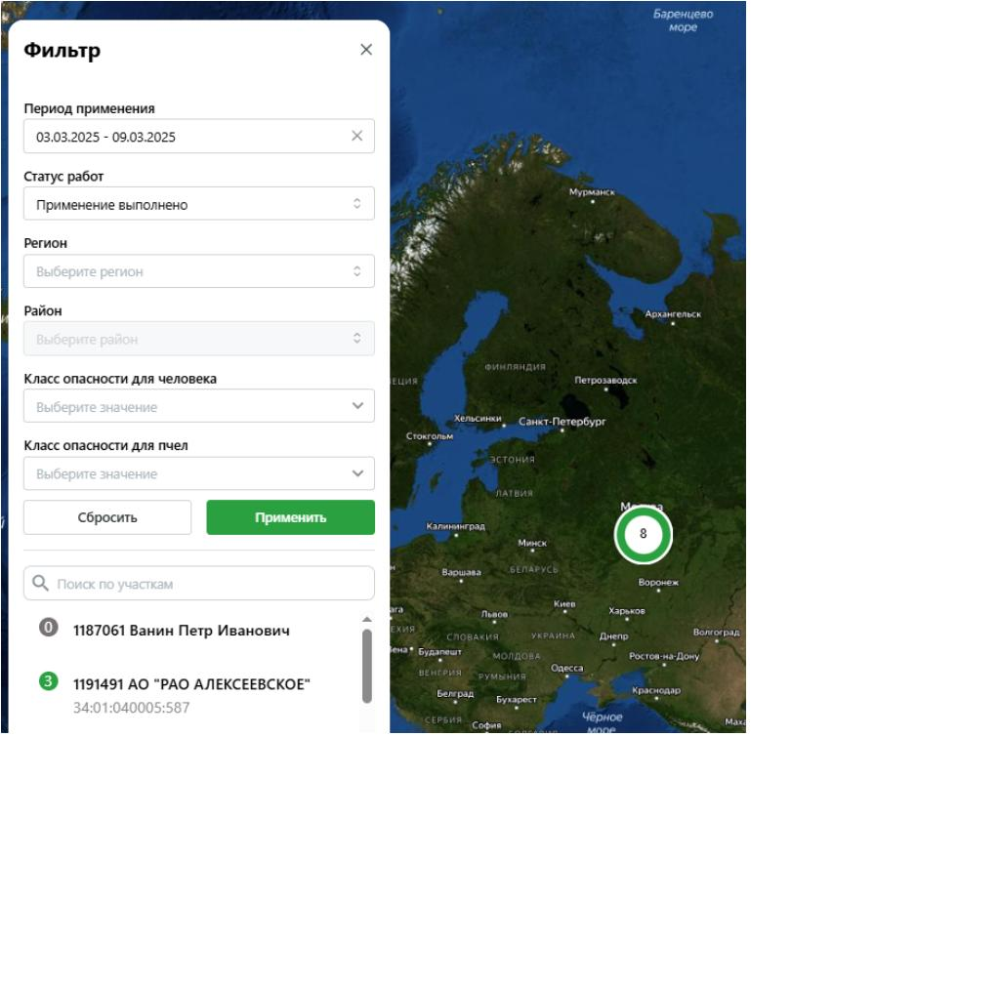 Фильтр
Период применения
03.03.2025 - 09.03.2025
Статус работ
Применение выполнено
Регион
Выберите регион
Район
Выберите район
Класс опасности для человека
Выберите значение
Класс опасности для пчел
Выберите значение
Сбросить Применить
Поиск по участкам
0 1187061 Ванин Петр Иванович
3 1191491 АО "РАО АЛЕКСЕЕВСКОЕ"
34:01:040005:587
Баренцево
море
Мурманск
Архангельск
ФИНЛЯНДИЯ
ЕЦИЯ
Петрозаводск
Хельсинки
Санкт-Петербург
Стокгольм
ЭСТОНИЯ
ЛАТВИЯ
8
Калининград
Минск
БЕЛАРУСЬ
Варшава
Воронеж
Киев
Львов
Харьков
СЛОВАКИЯ
УКРАИНА
Днепр
Волгоград
Будапешт
МОЛДОВА
Ростов-на-Дону
ВЕНГРИЯ
РУМЫНИЯ
Одесса
Белград
Бухарест
Краснодар
СЕРБИЯ
София
Чёрное
море